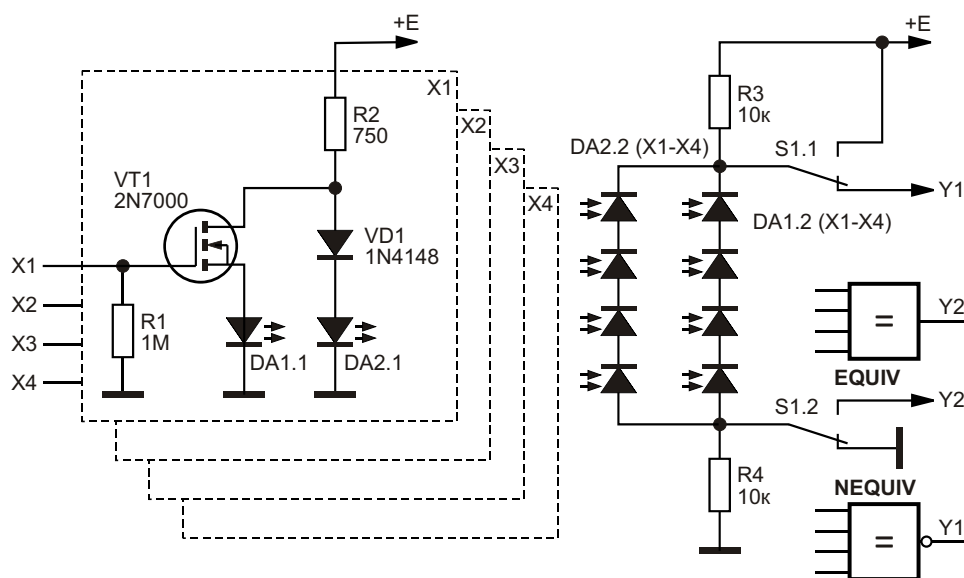 +E
+E
X1
R2
750
X2
R3
10к
X3
DA2.2 (X1-X4)
S1.1
X4
VT1
2N7000
Y1
DA1.2 (X1-X4)
VD1
1N4148
X1
X2
R1
1M
Y2
=
X3
DA1.1
DA2.1
EQUIV
X4
S1.2
Y2
R4
10к
NEQUIV
Y1
=